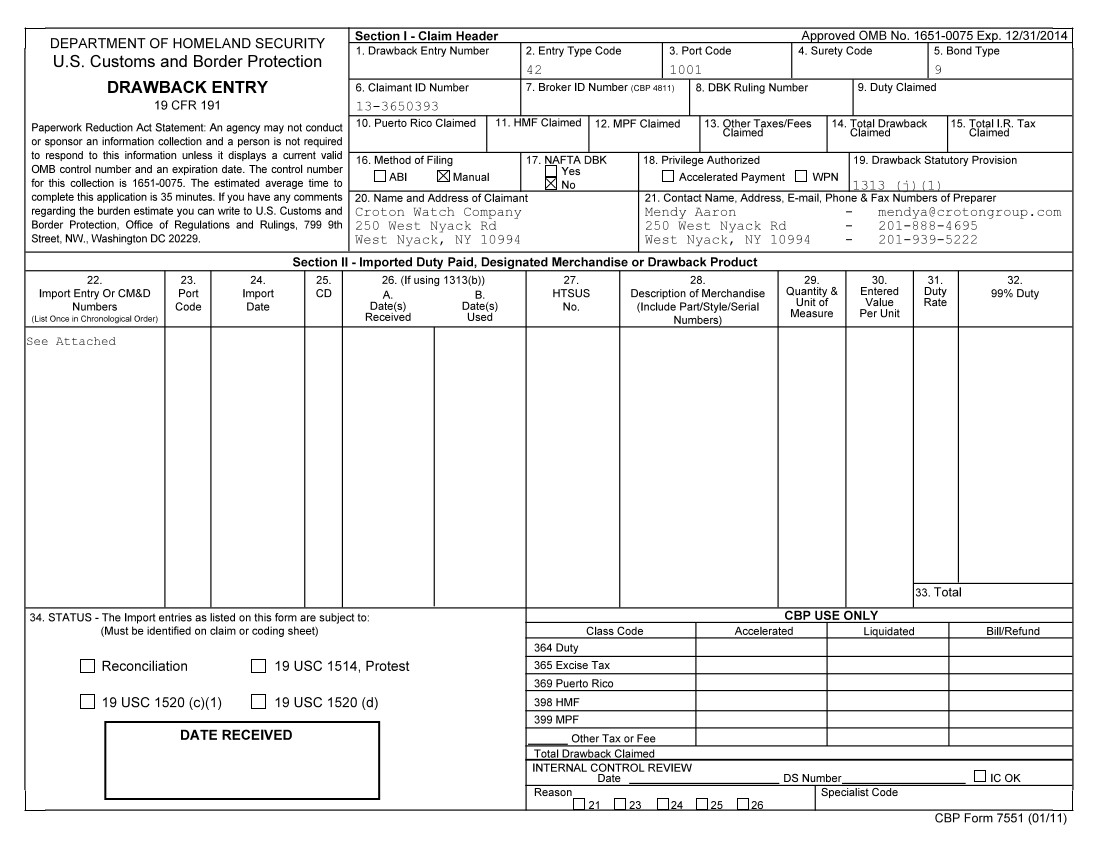 DEPARTMENT OF HOMELAND SECURITY
U.S. Customs and Border Protection
DRAWBACK ENTRY
19 CFR 191
Paperwork Reduction Act Statement: An agency may not conduct
or sponsor an information collection and a person is not required
to respond to this information unless it displays a current valid
OMB control number and an expiration date. The control number
for this collection is 1651-0075. The estimated average time to
complete this application is 35 minutes. If you have any comments
regarding the burden estimate you can write to U.S. Customs and
Border Protection, Office of Regulations and Rulings, 799 9th
Street, NW., Washington DC 20229.
Section I - Claim Header Approved OMB No. 1651-0075 Exp. 12/31/2014
1. Drawback Entry Number 2. Entry Type Code 3. Port Code 4. Surety Code 5. Bond Type
42 1001 9
6. Claimant ID Number 7. Broker ID Number (CBP 4811) 8. DBK Ruling Number 9. Duty Claimed
13-3650393
10. Puerto Rico Claimed 11. HMF Claimed 12. MPF Claimed 13. Other Taxes/Fees 14. Total Drawback 15. Total I.R. Tax
Claimed Claimed Claimed
16. Method of Filing 17. NAFTA DBK 18. Privilege Authorized 19. Drawback Statutory Provision
Yes
ABI Manual Accelerated Payment WPN
No 1313 (j)(1)
20. Name and Address of Claimant 21. Contact Name, Address, E-mail, Phone & Fax Numbers of Preparer
Croton Watch Company Mendy Aaron - mendya@crotongroup.com
250 West Nyack Rd 250 West Nyack Rd - 201-888-4695
West Nyack, NY 10994 West Nyack, NY 10994 - 201-939-5222
Section II - Imported Duty Paid, Designated Merchandise or Drawback Product
22. 23. 24. 25. 26. (If using 1313(b)) 27. 28. 29. 30. 31. 32.
Import Entry Or CM&D Port Import CD A. B. HTSUS Description of Merchandise Quantity & Entered Duty 99% Duty
Numbers Code Date Date(s) Date(s) No. (Include Part/Style/Serial Unit of Value Rate
(List Once in Chronological Order) Received Used Numbers) Measure Per Unit
See Attached
33. Total
34. STATUS - The Import entries as listed on this form are subject to:
(Must be identified on claim or coding sheet)
Reconciliation 19 USC 1514, Protest
19 USC 1520 (c)(1) 19 USC 1520 (d)
DATE RECEIVED
CBP USE ONLY
Class Code Accelerated Liquidated Bill/Refund
364 Duty
365 Excise Tax
369 Puerto Rico
398 HMF
399 MPF
Other Tax or Fee
Total Drawback Claimed
INTERNAL CONTROL REVIEW
Date DS Number IC OK
Reason Specialist Code
21 23 24 25 26
CBP Form 7551 (01/11)